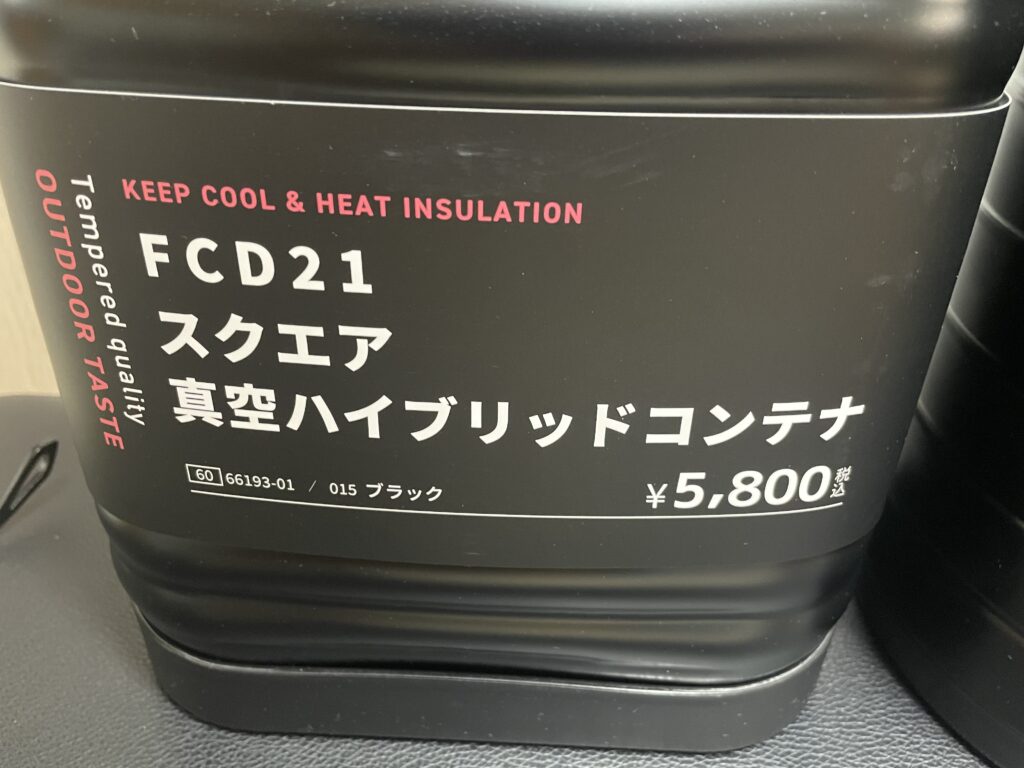 KEEP COOL & HEAT INSULATION
Tempered quality
OUTDOOR TASTE
FCD21
スクエア
真空ハイブリッドコンテナ
60 66193-01 / 015 ブラック
¥5,800税込